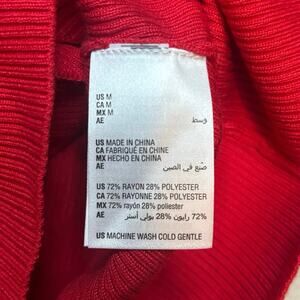 US M
CA M
MX M
AE وسط
US MADE IN CHINA
CA FABRIQUÉ EN CHINE
MX HECHO EN CHINA
AE صنع في الصين
US 72% RAYON 28% POLYESTER
CA 72% RAYONNE 28% POLYESTER
MX 72% rayón 28% poliester
AE 72% رايون 28% بولي أستر
US MACHINE WASH COLD GENTLE